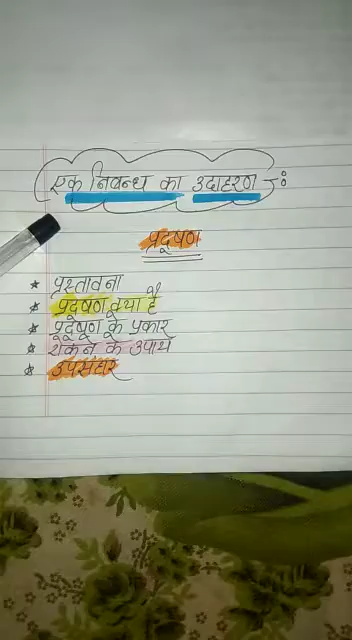 एक निबन्ध का उदाहरण -:
प्रदूषण
* प्रस्तावना
* प्रदूषण क्या है
* प्रदूषण के प्रकार
* रोकने के उपाय
* उपसंहार